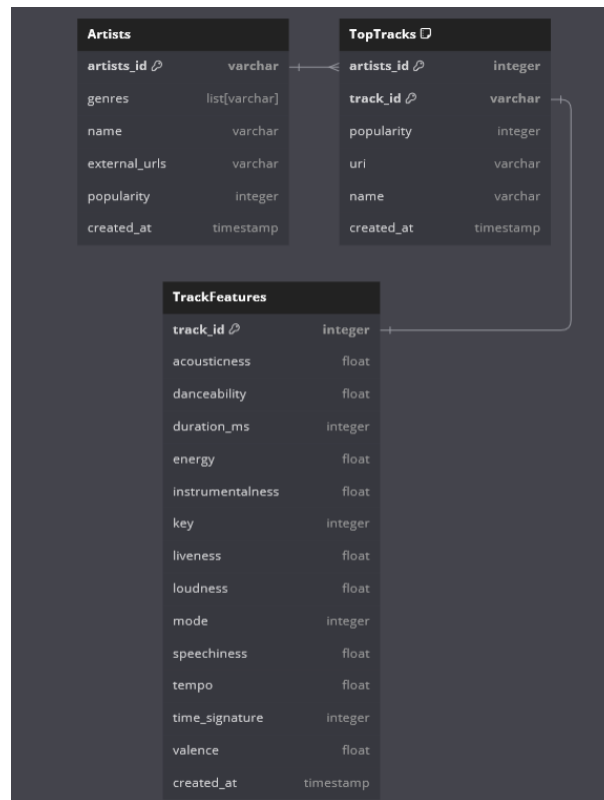 Artists
artists_id varchar
genres list[varchar]
name varchar
external_urls varchar
popularity integer
created_at timestamp
TopTracks
artists_id integer
track_id varchar
popularity integer
uri varchar
name varchar
created_at timestamp
TrackFeatures
track_id integer
acousticness float
danceability float
duration_ms integer
energy float
instrumentalness float
key integer
liveness float
loudness float
mode integer
speechiness float
tempo float
time_signature integer
valence float
created_at timestamp